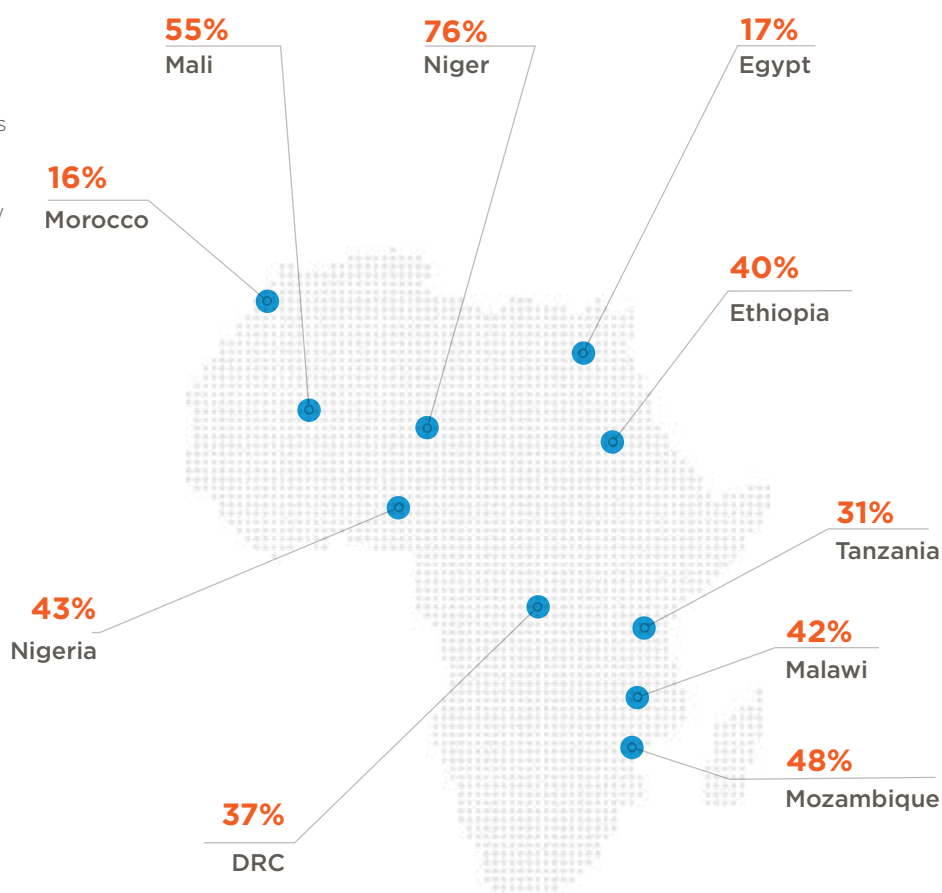 55%
Mali
76%
Niger
17%
Egypt
s
16%
Morocco
y
40%
Ethiopia
31%
Tanzania
43%
Nigeria
42%
Malawi
48%
Mozambique
37%
DRC